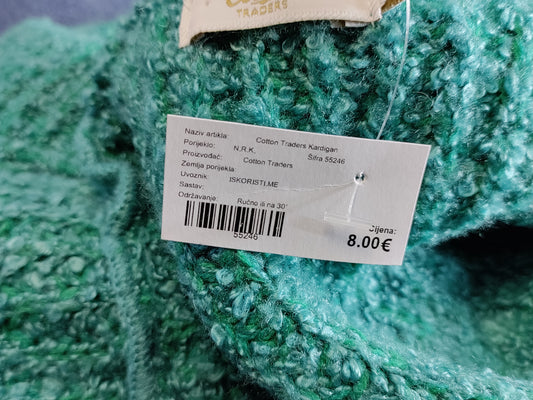 TRADERS
Naziv artikla: Cotton Traders Kardigan
Porijeklo: N.R.K. Šifra 55246
Proizvođač: Cotton Traders
Zemlja porijekla:
Uvoznik: ISKORISTI.ME
Sastav:
Održavanje: Ručno ili na 30°
55246
Cijena:
8.00€